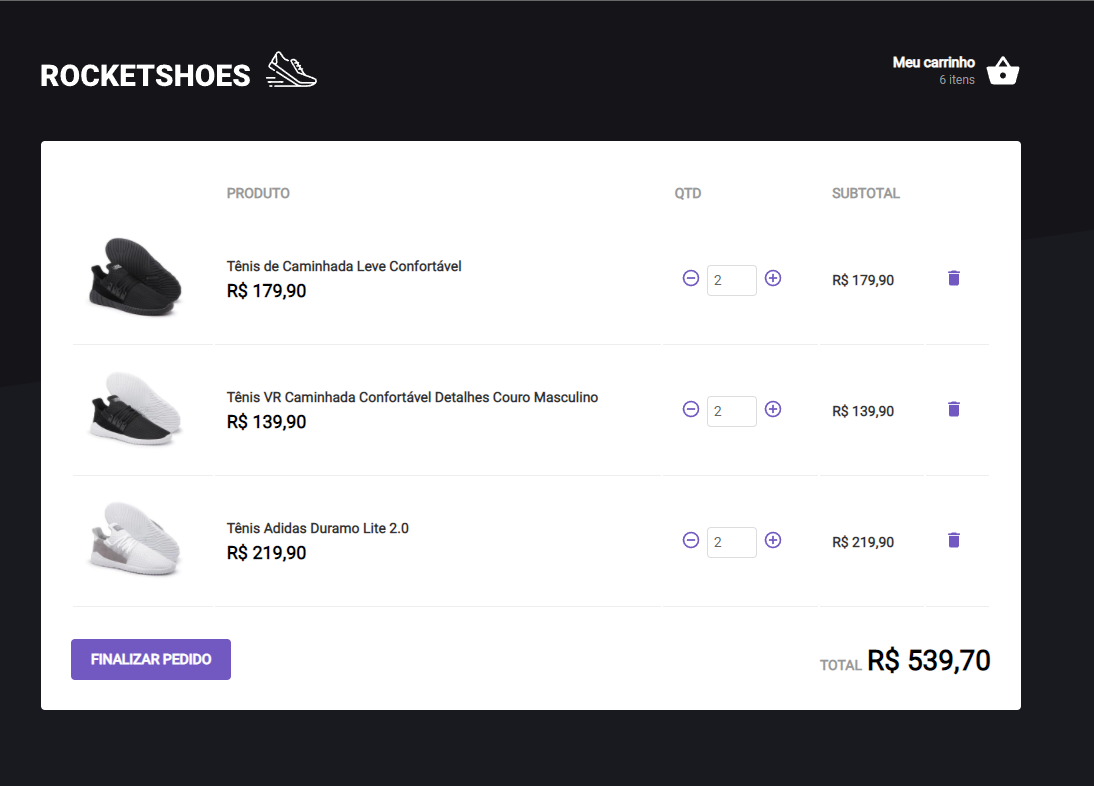 ROCKETSHOES
Meu carrinho
6 itens
PRODUTO QTD SUBTOTAL
Tênis de Caminhada Leve Confortável
R$ 179,90
2
R$ 179,90
Tênis VR Caminhada Confortável Detalhes Couro Masculino
R$ 139,90
2
R$ 139,90
Tênis Adidas Duramo Lite 2.0
R$ 219,90
2
R$ 219,90
FINALIZAR PEDIDO
TOTAL R$ 539,70